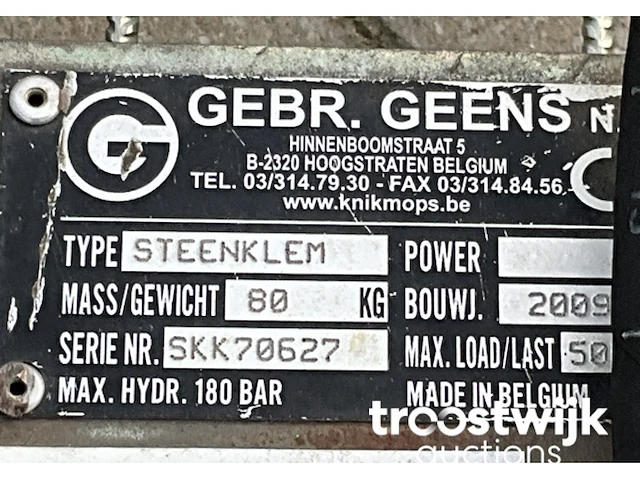 G
GEBR. GEENS N.
HINNENBOOMSTRAAT 5
B-2320 HOOGSTRATEN BELGIUM
TEL. 03/314.79.30 - FAX 03/314.84.56
www.knikmops.be
TYPE STEENKLEM POWER
MASS/GEWICHT 80 KG BOUWJ. 2009
SERIE NR. SKK70627 MAX. LOAD/LAST 50
MAX. HYDR. 180 BAR MADE IN BELGIUM
troostwijk
auctions